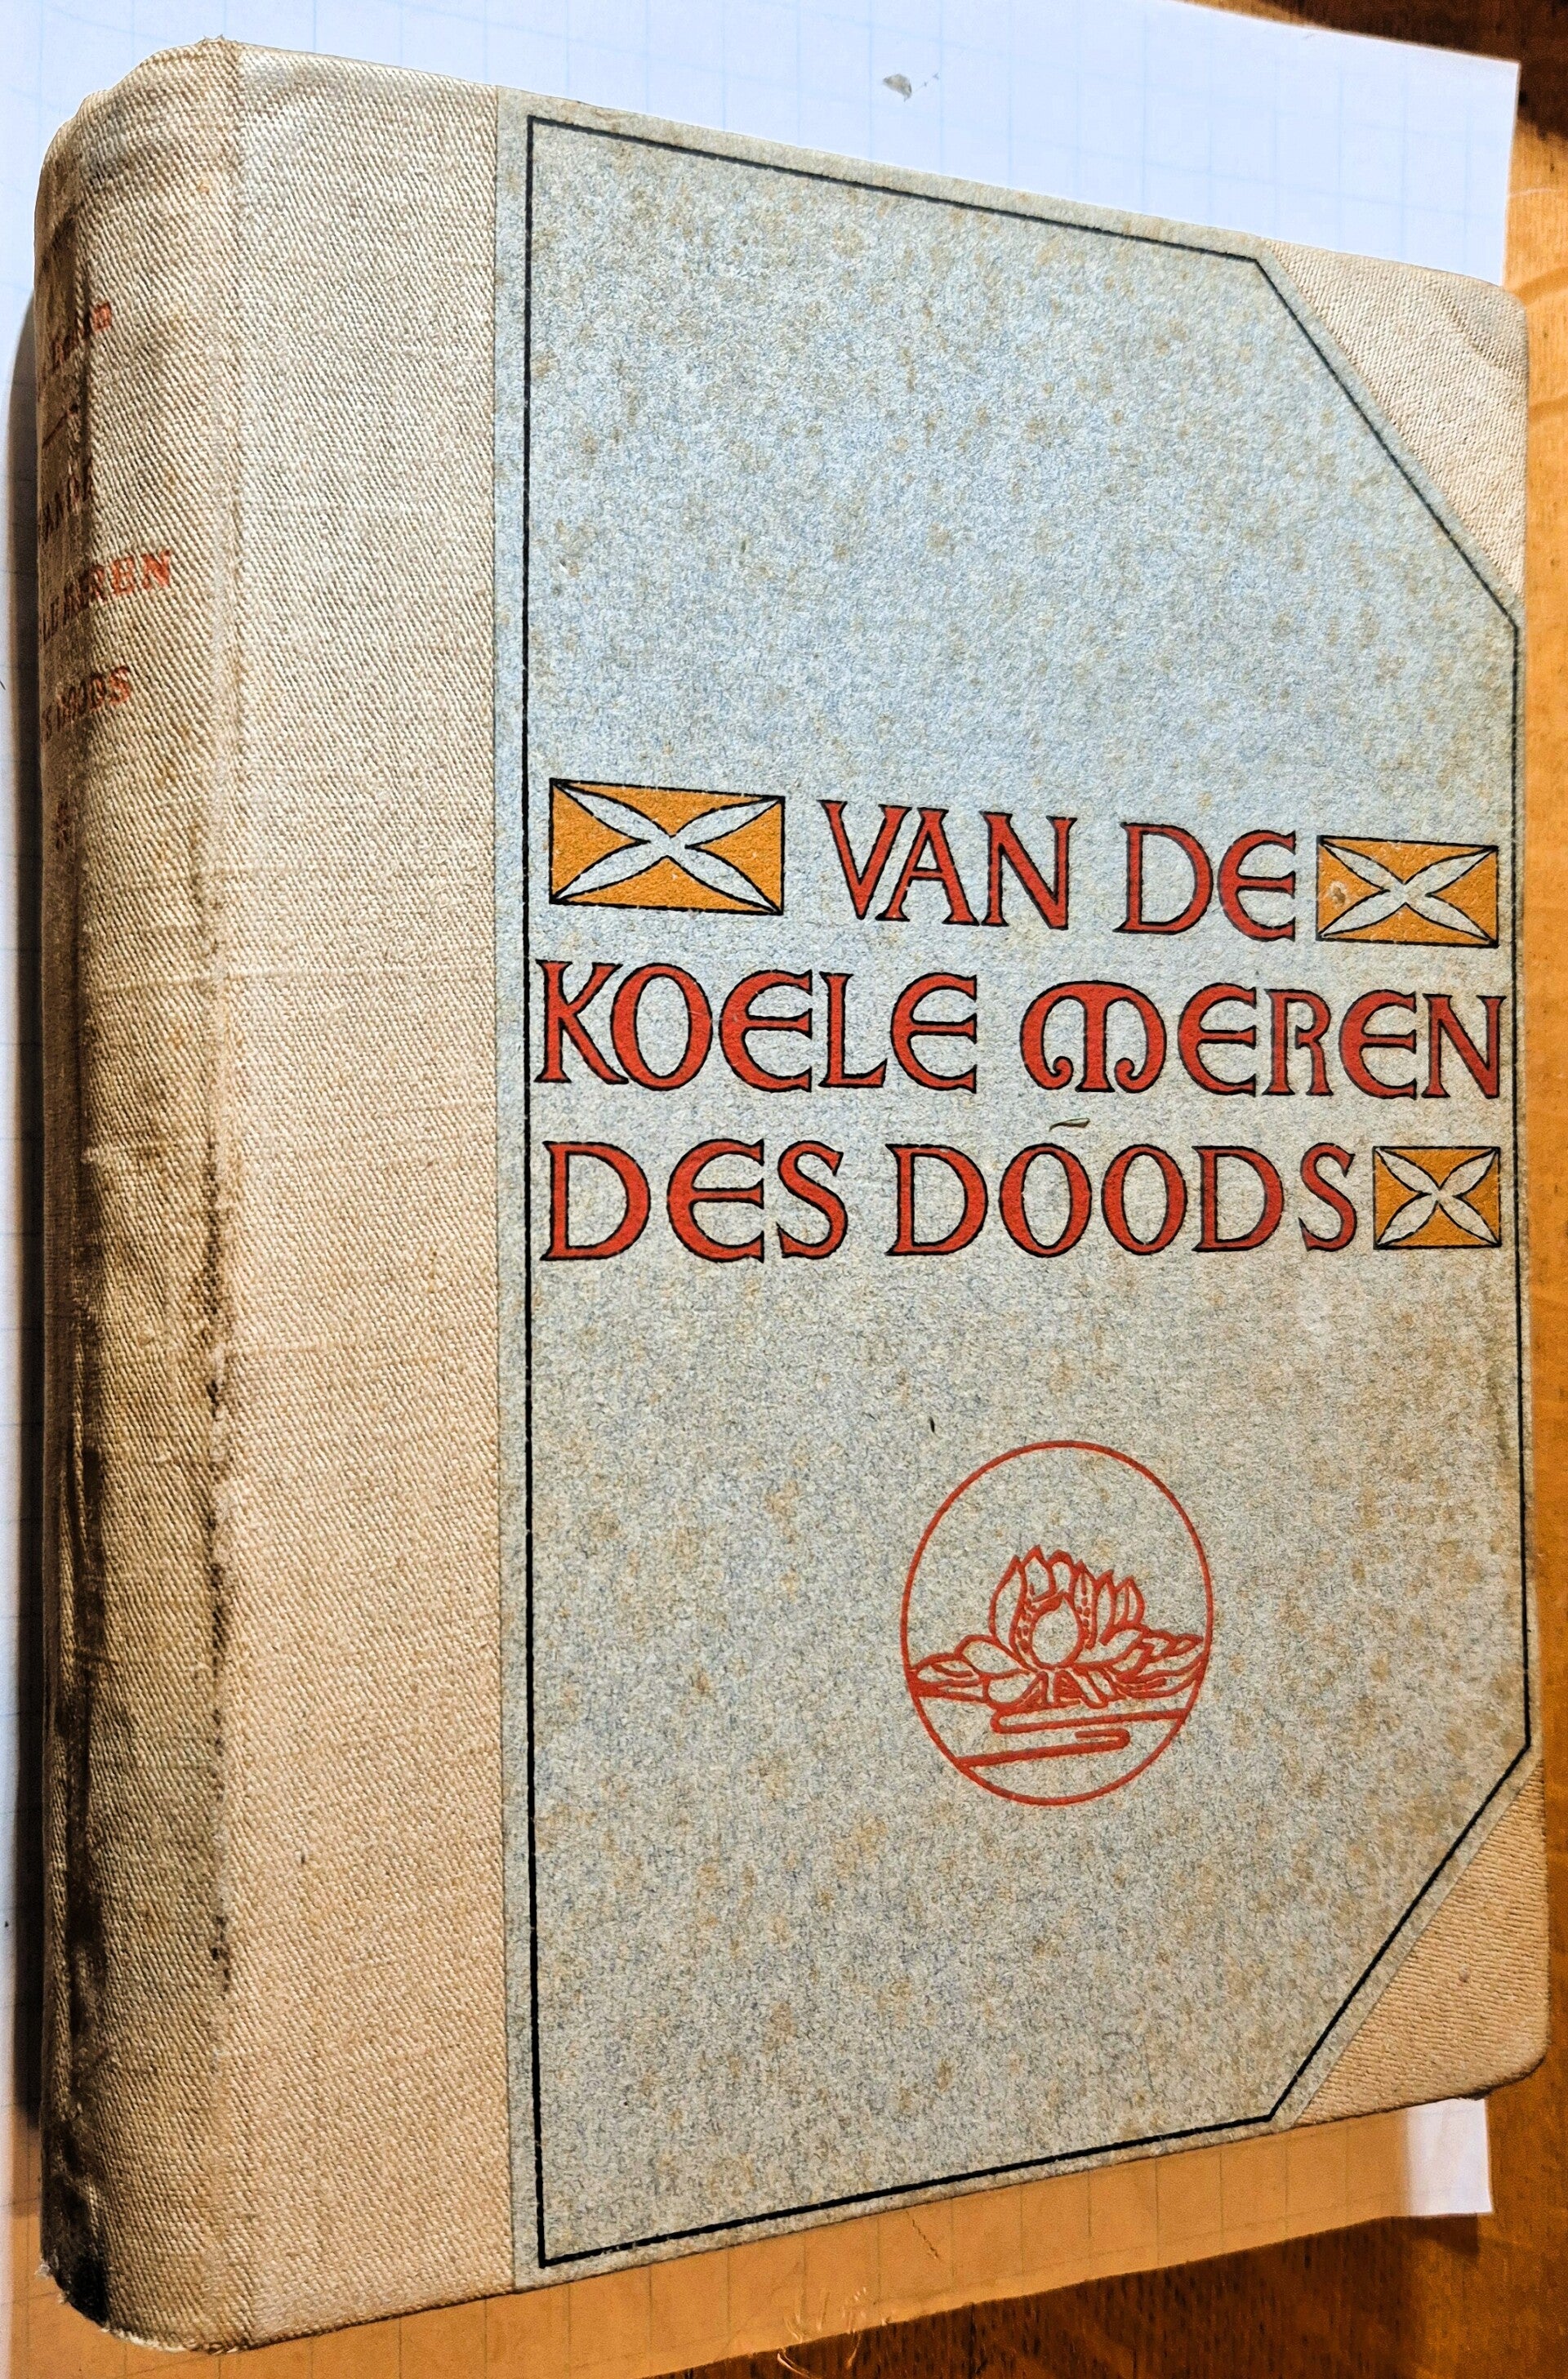 VAN DE
KOELE MEREN
DES DOODS